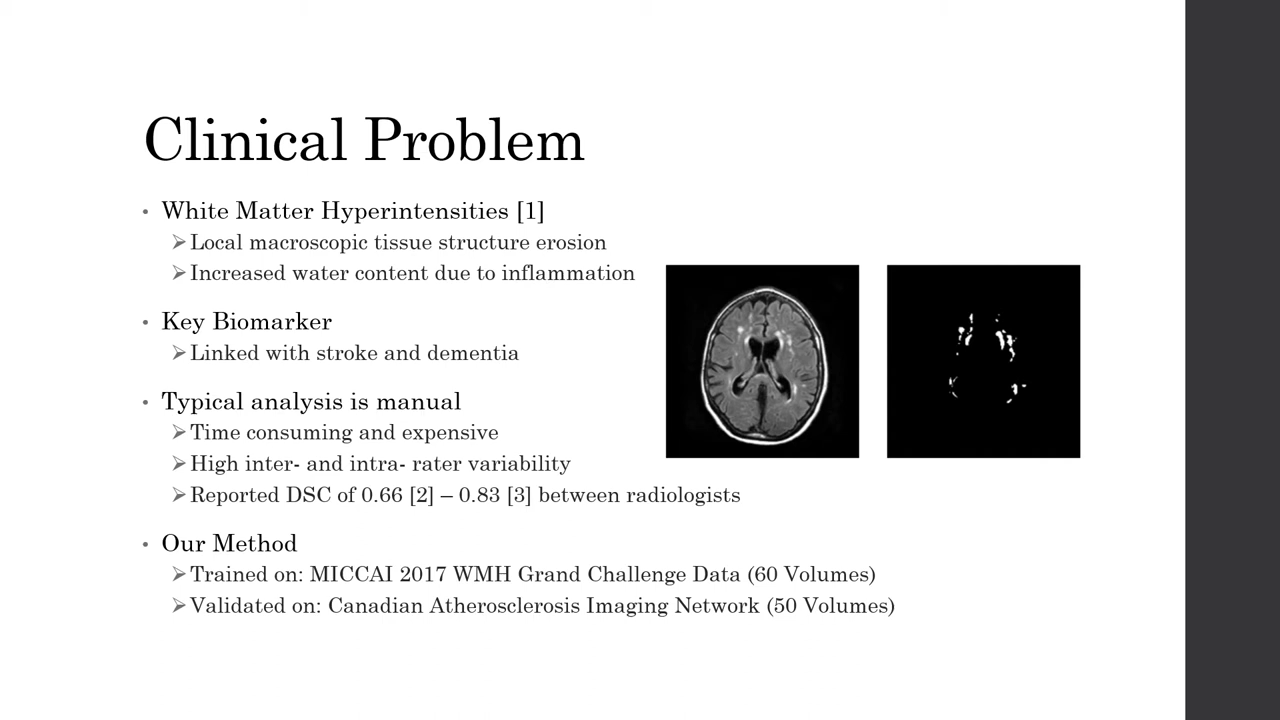 Clinical Problem
• White Matter Hyperintensities [1]
➢Local macroscopic tissue structure erosion
➢Increased water content due to inflammation
• Key Biomarker
➢Linked with stroke and dementia
• Typical analysis is manual
➢Time consuming and expensive
➢High inter- and intra- rater variability
➢Reported DSC of 0.66 [2] – 0.83 [3] between radiologists
• Our Method
➢Trained on: MICCAI 2017 WMH Grand Challenge Data (60 Volumes)
➢Validated on: Canadian Atherosclerosis Imaging Network (50 Volumes)